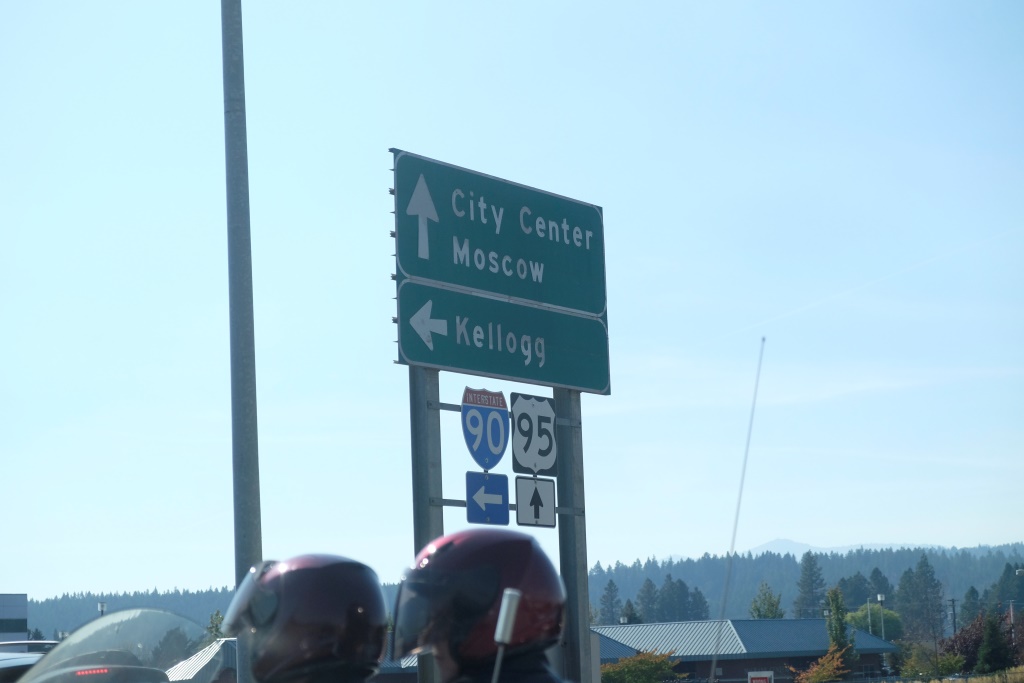 City Center
Moscow
Kellogg
INTERSTATE
90
95